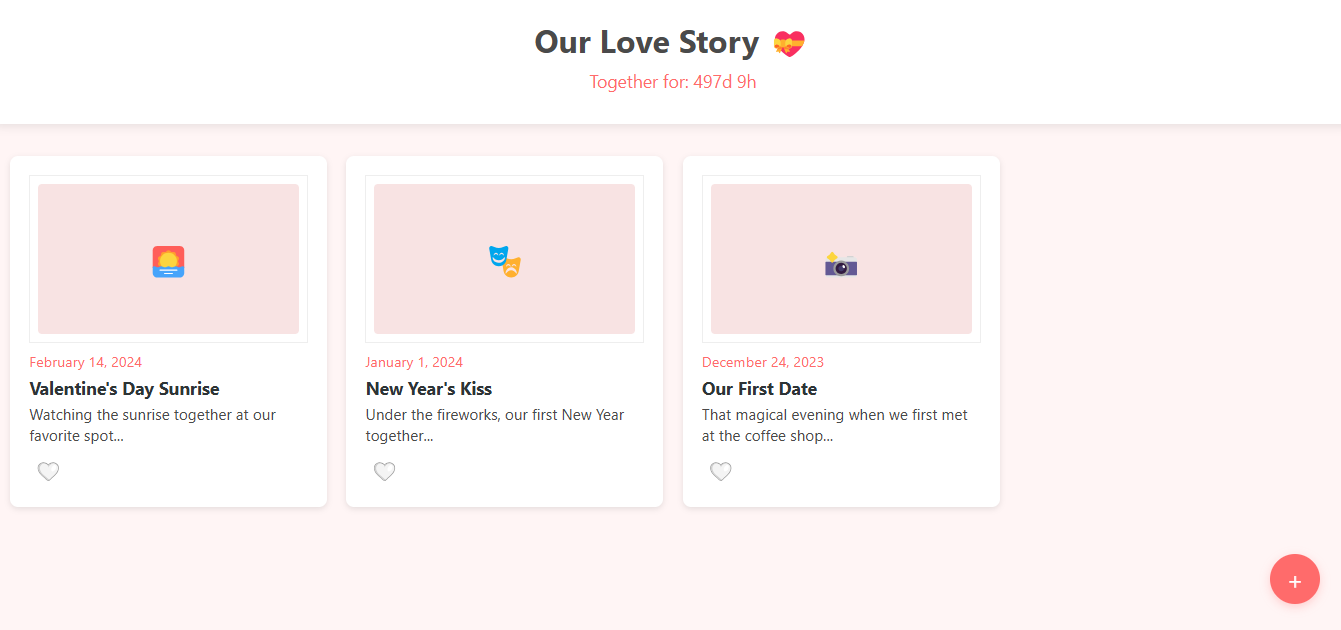 Our Love Story 💝
Together for: 497d 9h
February 14, 2024
Valentine's Day Sunrise
Watching the sunrise together at our
favorite spot...
January 1, 2024
New Year's Kiss
Under the fireworks, our first New Year
together...
December 24, 2023
Our First Date
That magical evening when we first met
at the coffee shop...
+